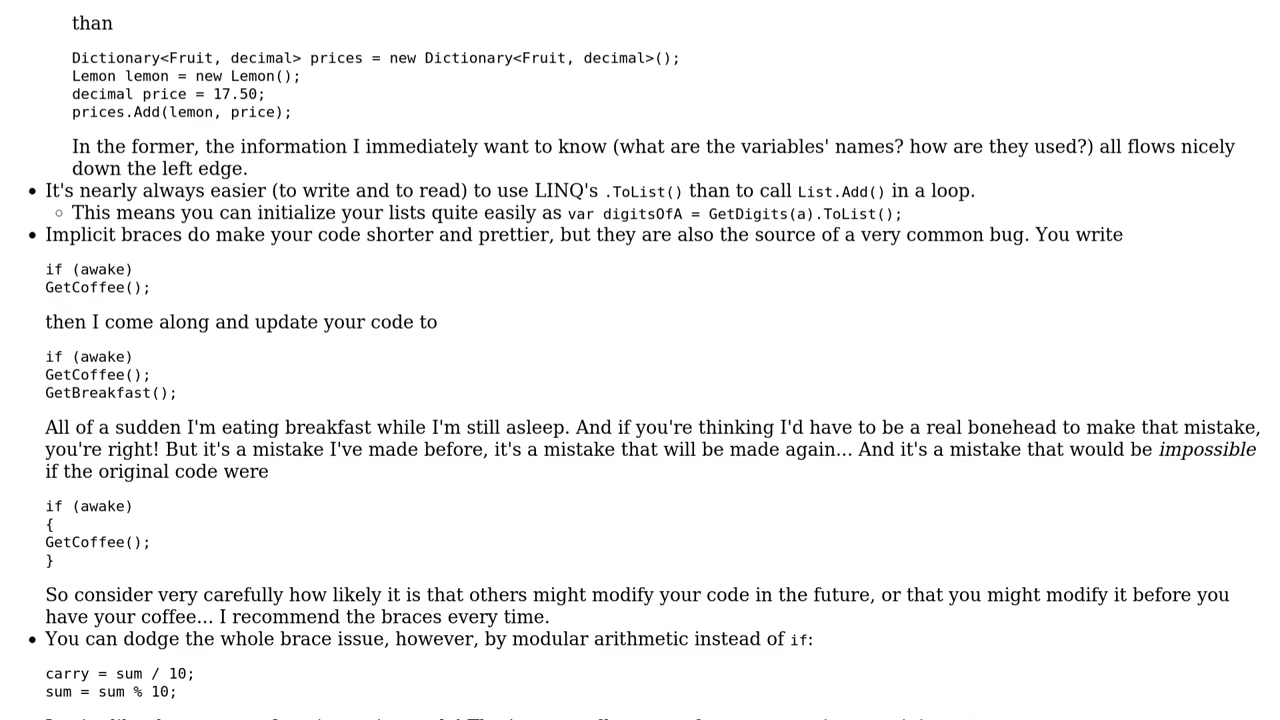 than
Dictionary<Fruit, decimal> prices = new Dictionary<Fruit, decimal>();
Lemon lemon = new Lemon();
decimal price = 17.50;
prices.Add(lemon, price);
In the former, the information I immediately want to know (what are the variables' names? how are they used?) all flows nicely
down the left edge.
• It's nearly always easier (to write and to read) to use LINQ's .ToList() than to call List.Add() in a loop.
◦ This means you can initialize your lists quite easily as var digitsOfA = GetDigits(a).ToList();
• Implicit braces do make your code shorter and prettier, but they are also the source of a very common bug. You write
if (awake)
GetCoffee();
then I come along and update your code to
if (awake)
GetCoffee();
GetBreakfast();
All of a sudden I'm eating breakfast while I'm still asleep. And if you're thinking I'd have to be a real bonehead to make that mistake,
you're right! But it's a mistake I've made before, it's a mistake that will be made again... And it's a mistake that would be impossible
if the original code were
if (awake)
{
GetCoffee();
}
So consider very carefully how likely it is that others might modify your code in the future, or that you might modify it before you
have your coffee... I recommend the braces every time.
• You can dodge the whole brace issue, however, by modular arithmetic instead of if:
carry = sum / 10;
sum = sum % 10;